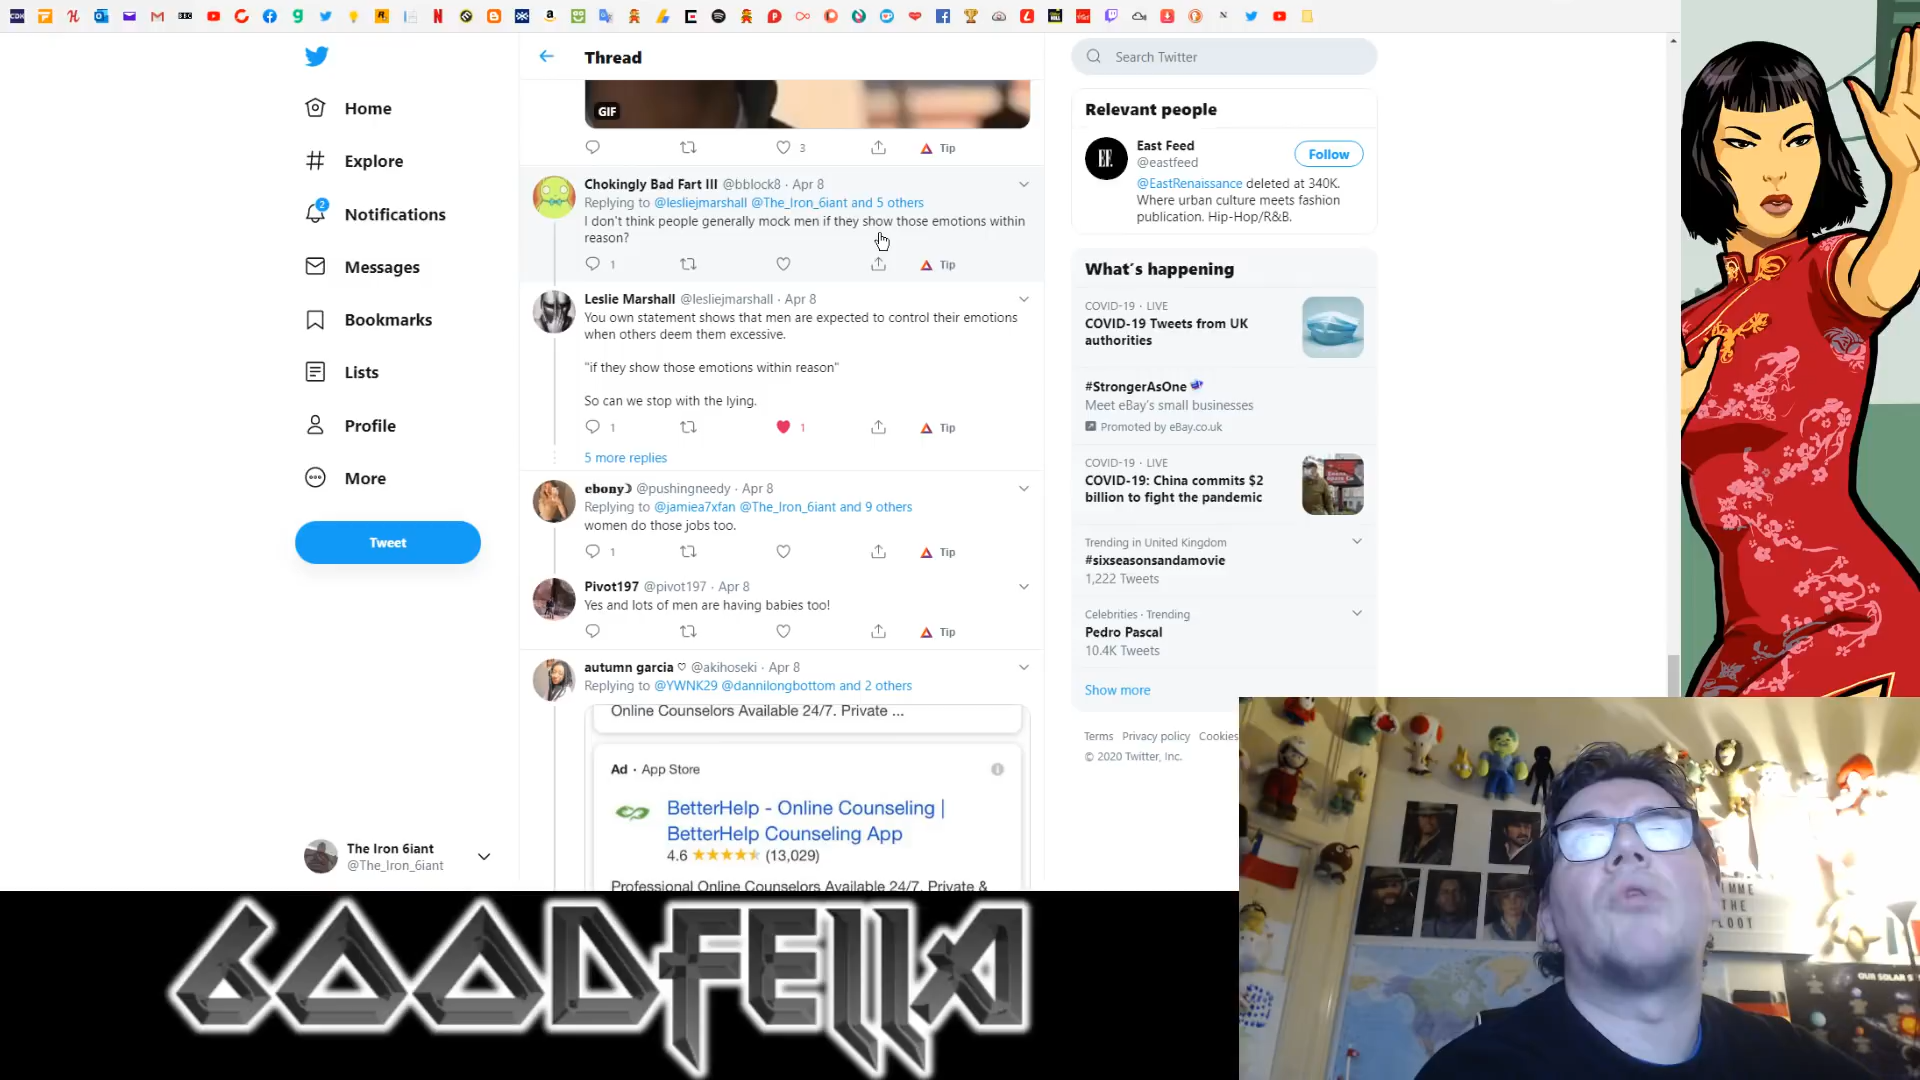 Home
Explore
2
Notifications
Messages
Bookmarks
Lists
Profile
More
Tweet
The Iron 6iant
@The_Iron_6iant
Thread
GIF
3
Tip
Chokingly Bad Fart III @bblock8 · Apr 8
Replying to @lesliejmarshall @The_Iron_6iant and 5 others
I don't think people generally mock men if they show those emotions within
reason?
1
Tip
Leslie Marshall @lesliejmarshall · Apr 8
You own statement shows that men are expected to control their emotions
when others deem them excessive.
"if they show those emotions within reason"
So can we stop with the lying.
1
1
Tip
5 more replies
ebony☽ @pushingneedy · Apr 8
Replying to @jamiea7xfan @The_Iron_6iant and 9 others
women do those jobs too.
1
Tip
Pivot197 @pivot197 · Apr 8
Yes and lots of men are having babies too!
Tip
autumn garcia ♡ @akihoseki · Apr 8
Replying to @YWNK29 @dannilongbottom and 2 others
Online Counselors Available 24/7. Private ...
Ad · App Store
BetterHelp - Online Counseling |
BetterHelp Counseling App
4.6 ★★★★★ (13,029)
Professional Online Counselors Available 24/7. Private &
Search Twitter
Relevant people
East Feed
@eastfeed
Follow
EF.
@EastRenaissance deleted at 340K.
Where urban culture meets fashion
publication. Hip-Hop/R&B.
What's happening
COVID-19 · LIVE
COVID-19 Tweets from UK
authorities
#StrongerAsOne
Meet eBay's small businesses
Promoted by eBay.co.uk
COVID-19 · LIVE
COVID-19: China commits $2
billion to fight the pandemic
Trending in United Kingdom
#sixseasonsandamovie
1,222 Tweets
Celebrities · Trending
Pedro Pascal
10.4K Tweets
Show more
Terms Privacy policy Cookies
© 2020 Twitter, Inc.
GOODFELLA
IMME
THE
LOOT
OUR SOLAR S